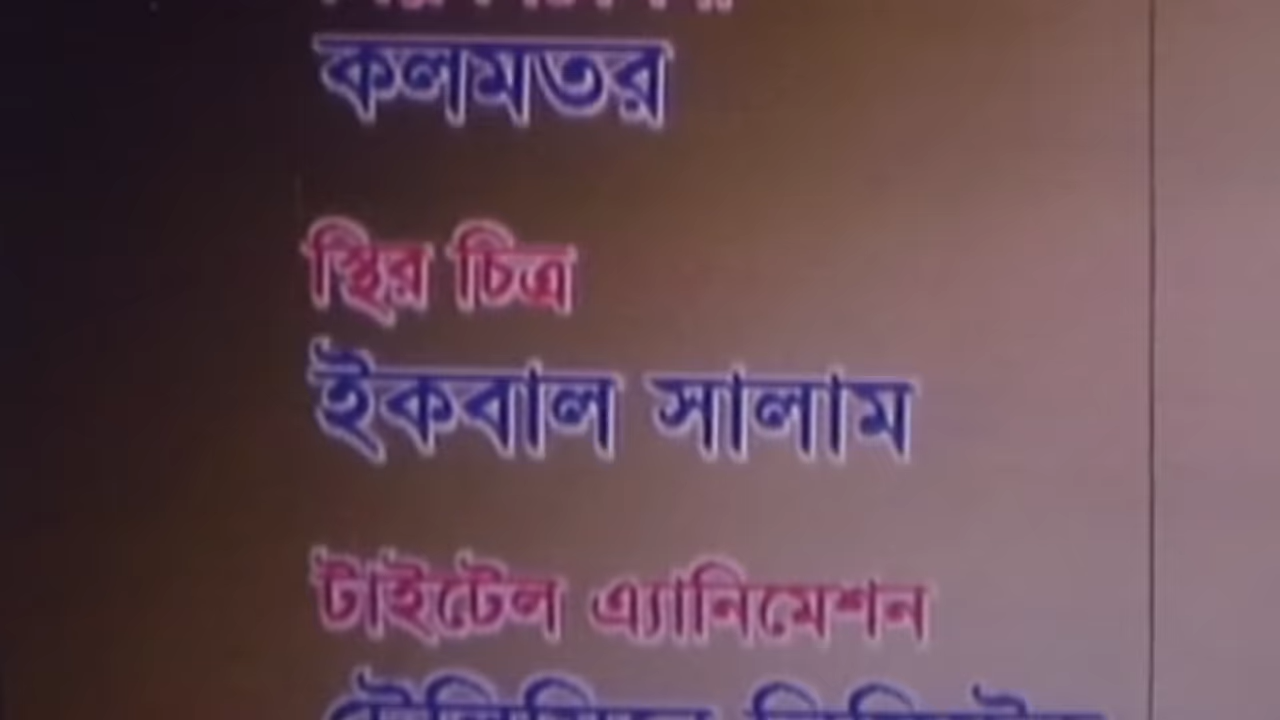 কলমতর
স্থির চিত্র
ইকবাল সালাম
টাইটেল এ্যানিমেশন